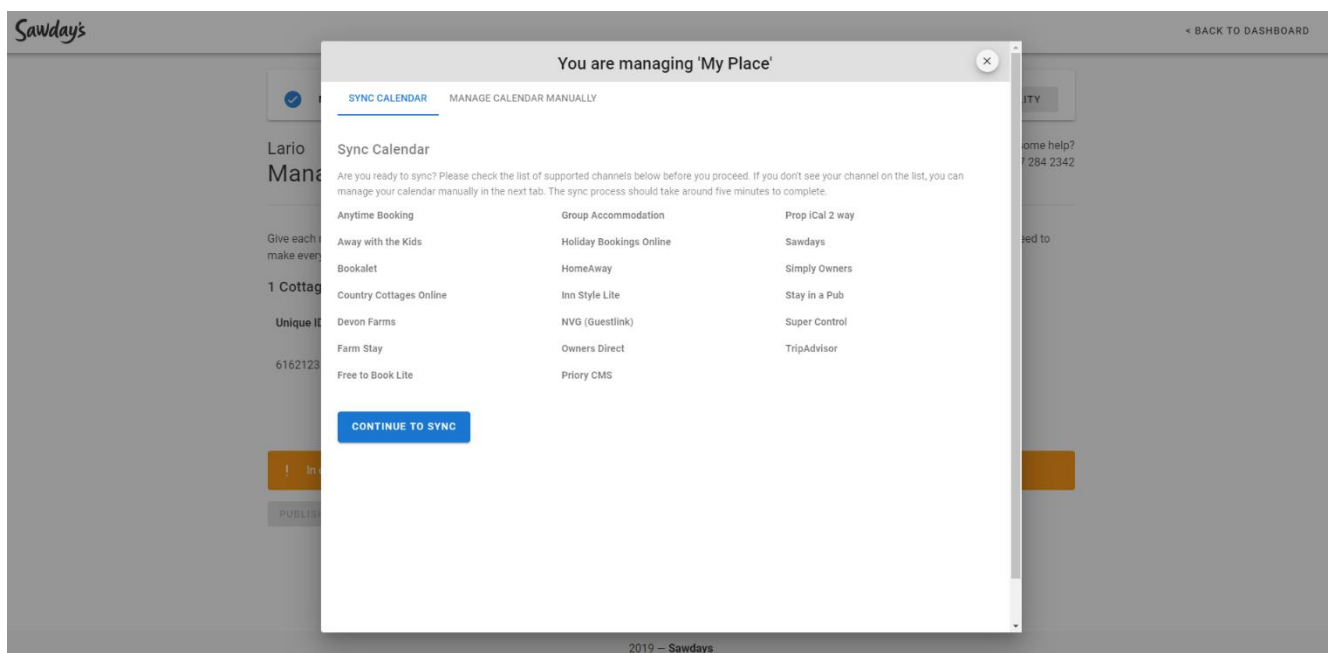 Sawday's
< BACK TO DASHBOARD
You are managing 'My Place'
SYNC CALENDAR
MANAGE CALENDAR MANUALLY
Lario
Sync Calendar
Are you ready to sync? Please check the list of supported channels below before you proceed. If you don't see your channel on the list, you can
manage your calendar manually in the next tab. The sync process should take around five minutes to complete.
some help?
7 284 2342
Anytime Booking
Group Accommodation
Prop iCal 2 way
Give each
Away with the Kids
Holiday Bookings Online
Sawdays
make every
Bookalet
HomeAway
Simply Owners
1 Cottag
Country Cottages Online
Inn Style Lite
Stay in a Pub
Unique ID
Devon Farms
NVG (Guestlink)
Super Control
Farm Stay
Owners Direct
TripAdvisor
6162123
Free to Book Lite
Priory CMS
CONTINUE TO SYNC
! In
PUBLISH
2019 — Sawdays